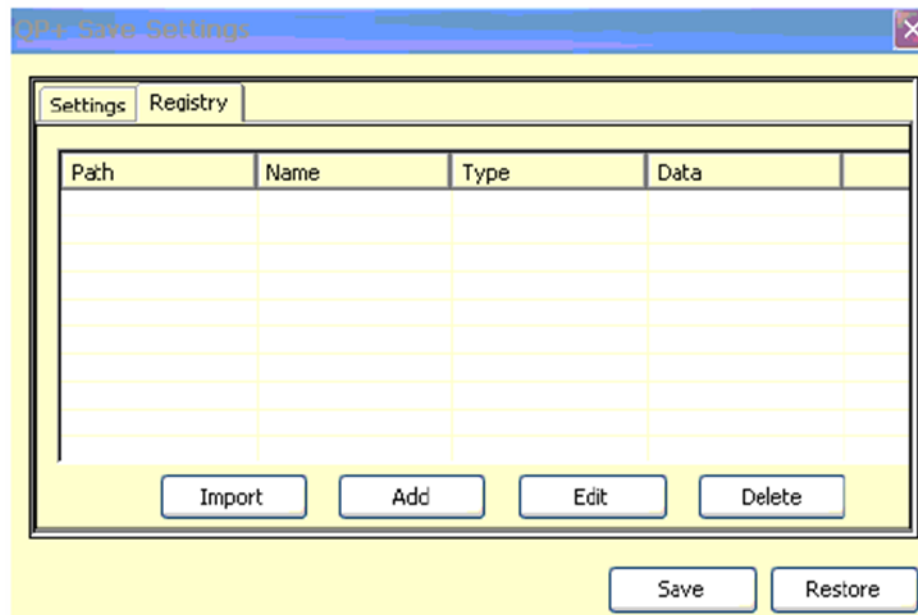 QP+ Save Settings
Settings Registry
Path Name Type Data
Import Add Edit Delete
Save Restore